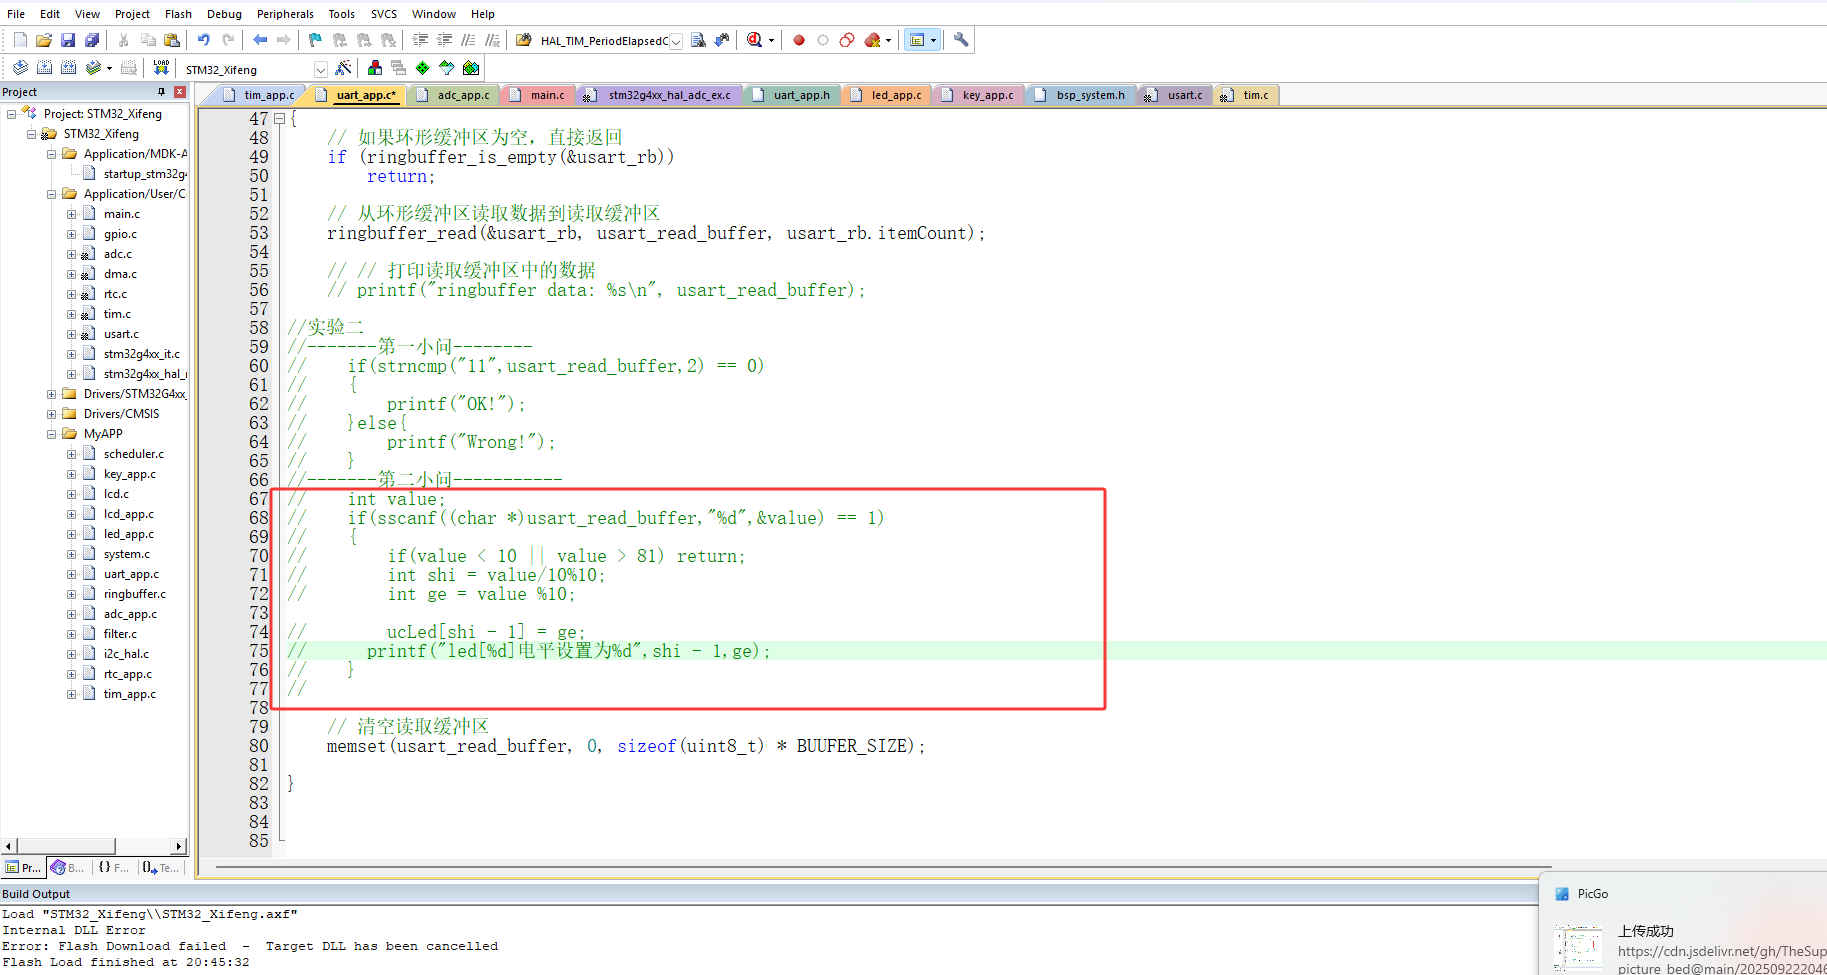 File Edit View Project Flash Debug Peripherals Tools SVCS Window Help
HAL_TIM_PeriodElapsedC
LOAD STM32_Xifeng
Project
tim_app.c uart_app.c* adc_app.c main.c stm32g4xx_hal_adc_ex.c uart_app.h led_app.c key_app.c bsp_system.h usart.c tim.c
Project: STM32_Xifeng
STM32_Xifeng
Application/MDK-A
startup_stm32g4
Application/User/C
main.c
gpio.c
adc.c
dma.c
rtc.c
tim.c
usart.c
stm32g4xx_it.c
stm32g4xx_hal_
Drivers/STM32G4xx_
Drivers/CMSIS
MyAPP
scheduler.c
key_app.c
lcd.c
lcd_app.c
led_app.c
system.c
uart_app.c
ringbuffer.c
adc_app.c
filter.c
i2c_hal.c
rtc_app.c
tim_app.c
Pr... B... {} F... Te...
47 {
48 // 如果环形缓冲区为空，直接返回
49 if (ringbuffer_is_empty(&usart_rb))
50 return;
51
52 // 从环形缓冲区读取数据到读取缓冲区
53 ringbuffer_read(&usart_rb, usart_read_buffer, usart_rb.itemCount);
54
55 // // 打印读取缓冲区中的数据
56 // printf("ringbuffer data: %s\n", usart_read_buffer);
57
58 //实验二
59 //-------第一小问--------
60 // if(strncmp("11",usart_read_buffer,2) == 0)
61 // {
62 // printf("OK!");
63 // }else{
64 // printf("Wrong!");
65 // }
66 //-------第二小问-----------
67 // int value;
68 // if(sscanf((char *)usart_read_buffer,"%d",&value) == 1)
69 // {
70 // if(value < 10 || value > 81) return;
71 // int shi = value/10%10;
72 // int ge = value %10;
73
74 // ucLed[shi - 1] = ge;
75 // printf("led[%d]电平设置为%d",shi - 1,ge);
76 // }
77 //
78
79 // 清空读取缓冲区
80 memset(usart_read_buffer, 0, sizeof(uint8_t) * BUUFER_SIZE);
81
82 }
83
84
85
Build Output
Load "STM32_Xifeng\\STM32_Xifeng.axf"
Internal DLL Error
Error: Flash Download failed  -  Target DLL has been cancelled
Flash Load finished at 20:45:32
PicGo
上传成功
https://cdn.jsdelivr.net/gh/TheSup
picture_bed@main/202509222046